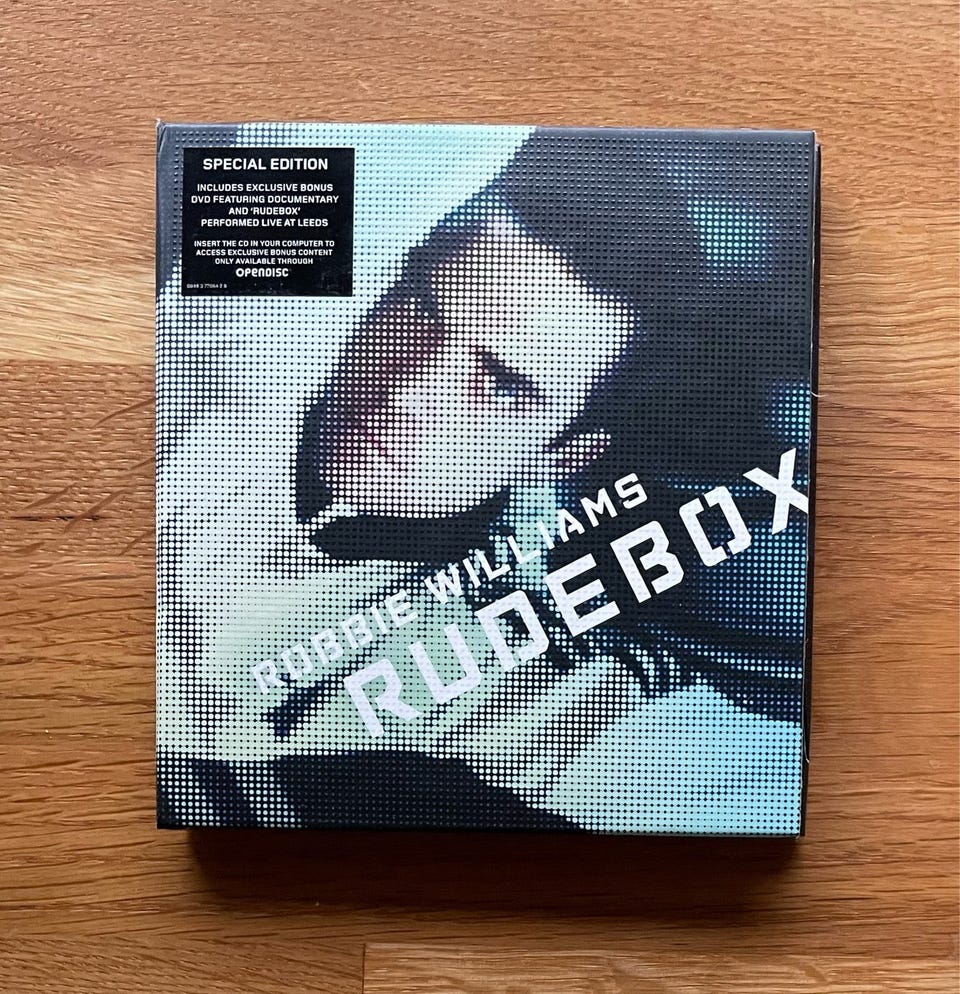 SPECIAL EDITION
INCLUDES EXCLUSIVE BONUS
DVD FEATURING DOCUMENTARY
AND 'RUDEBOX'
PERFORMED LIVE AT LEEDS
INSERT THE CD IN YOUR COMPUTER TO
ACCESS EXCLUSIVE BONUS CONTENT
ONLY AVAILABLE THROUGH
OPENDISC
ROBBIE WILLIAMS
RUDEBOX